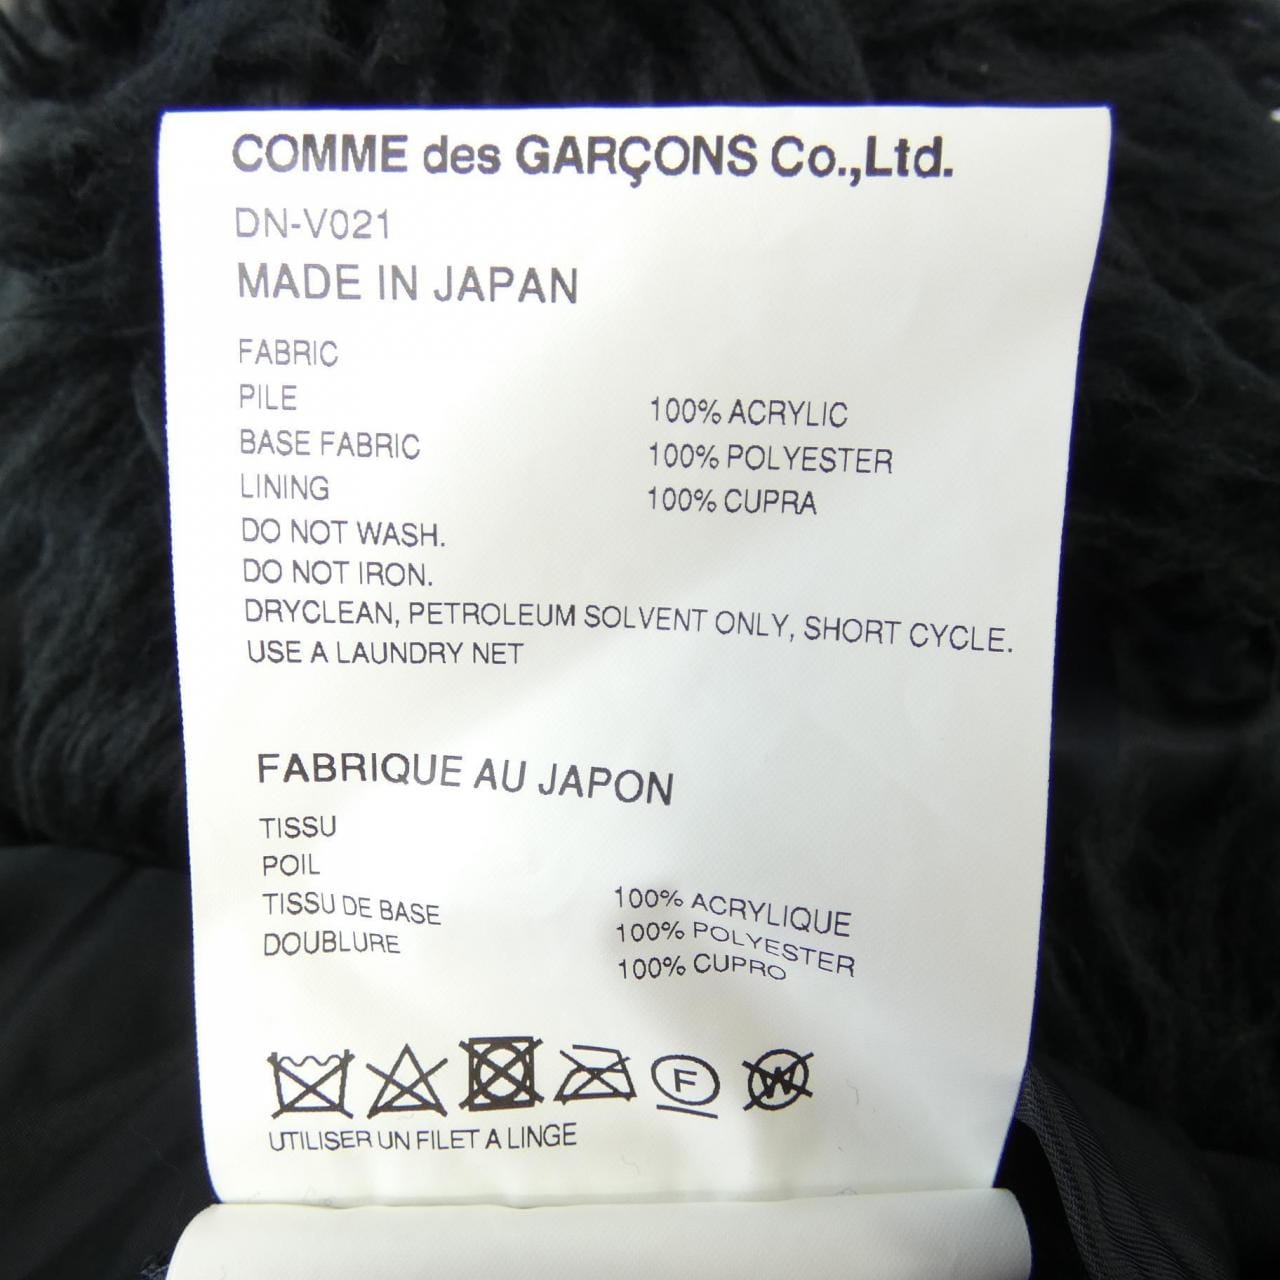 COMME des GARÇONS Co.,Ltd.
DN-V021
MADE IN JAPAN
FABRIC
PILE 100% ACRYLIC
BASE FABRIC 100% POLYESTER
LINING 100% CUPRA
DO NOT WASH.
DO NOT IRON.
DRYCLEAN, PETROLEUM SOLVENT ONLY, SHORT CYCLE.
USE A LAUNDRY NET
FABRIQUE AU JAPON
TISSU
POIL 100% ACRYLIQUE
TISSU DE BASE 100% POLYESTER
DOUBLURE 100% CUPRO
F W
UTILISER UN FILET A LINGE